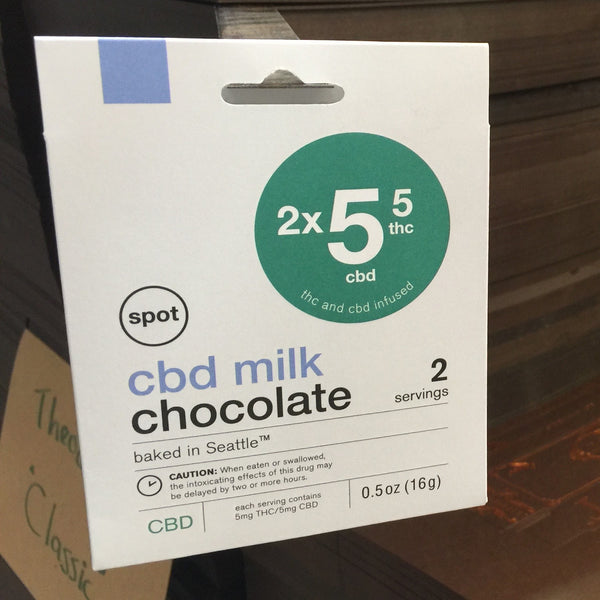 2x 5 5
thc
cbd
thc and cbd infused
spot
cbd milk
chocolate
2
servings
baked in Seattle™
CAUTION: When eaten or swallowed,
the intoxicating effects of this drug may
be delayed by two or more hours.
CBD
each serving contains
5mg THC/5mg CBD
0.5oz (16g)
Classic